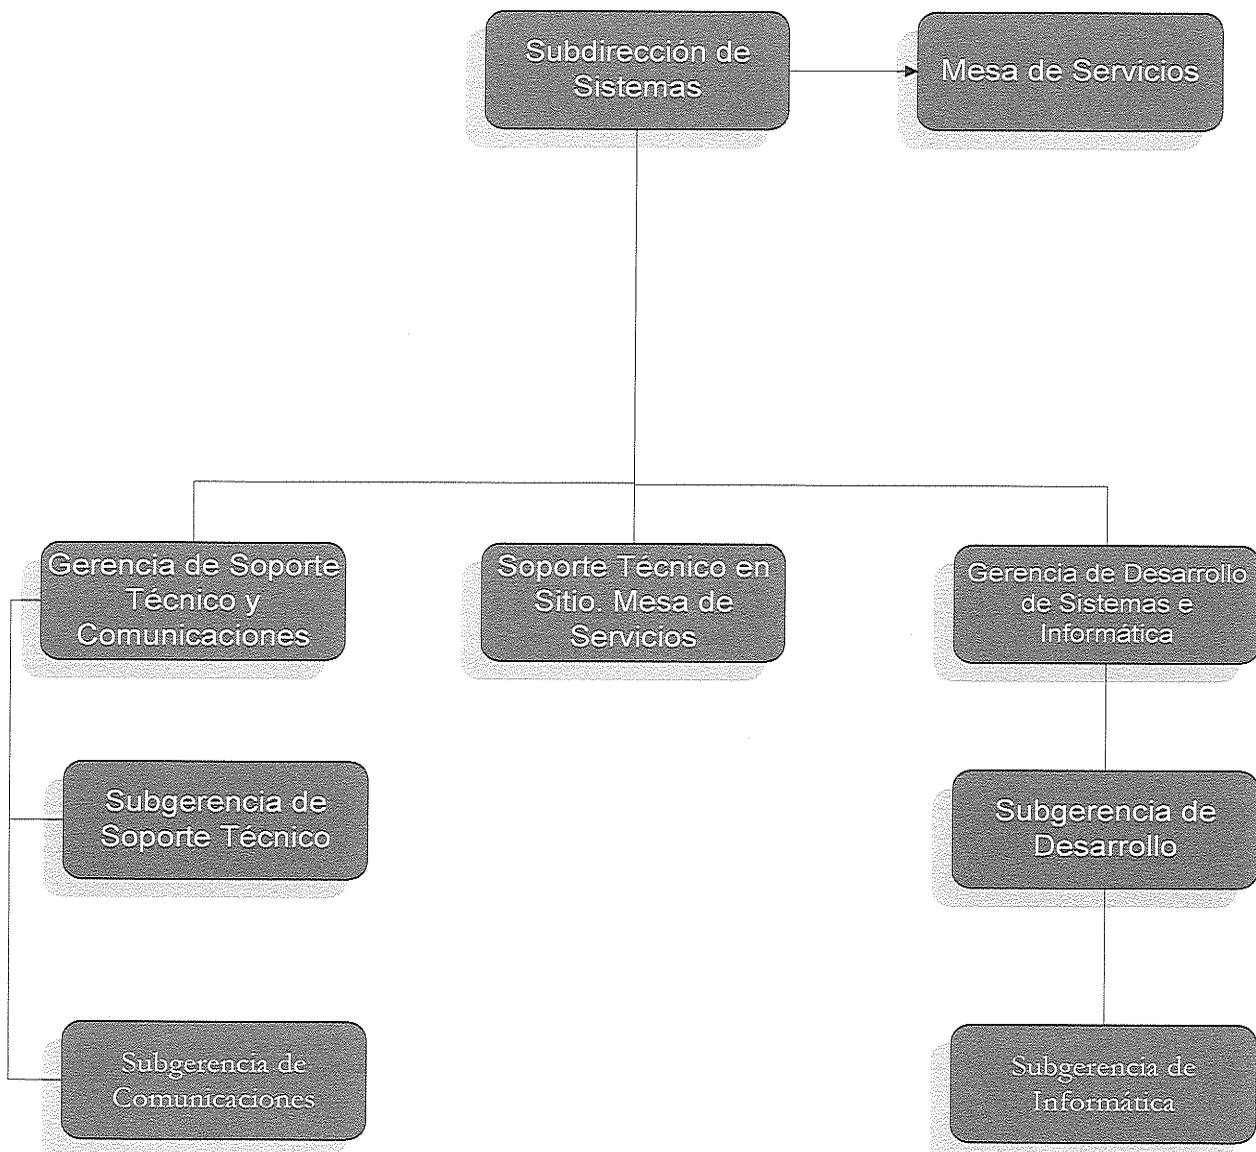 Subdirección de
Sistemas
Mesa de Servicios
Gerencia de Soporte
Técnico y
Comunicaciones
Soporte Técnico en
Sitio. Mesa de
Servicios
Gerencia de Desarrollo
de Sistemas e
Informática
Subgerencia de
Soporte Técnico
Subgerencia de
Desarrollo
Subgerencia de
Comunicaciones
Subgerencia de
Informática